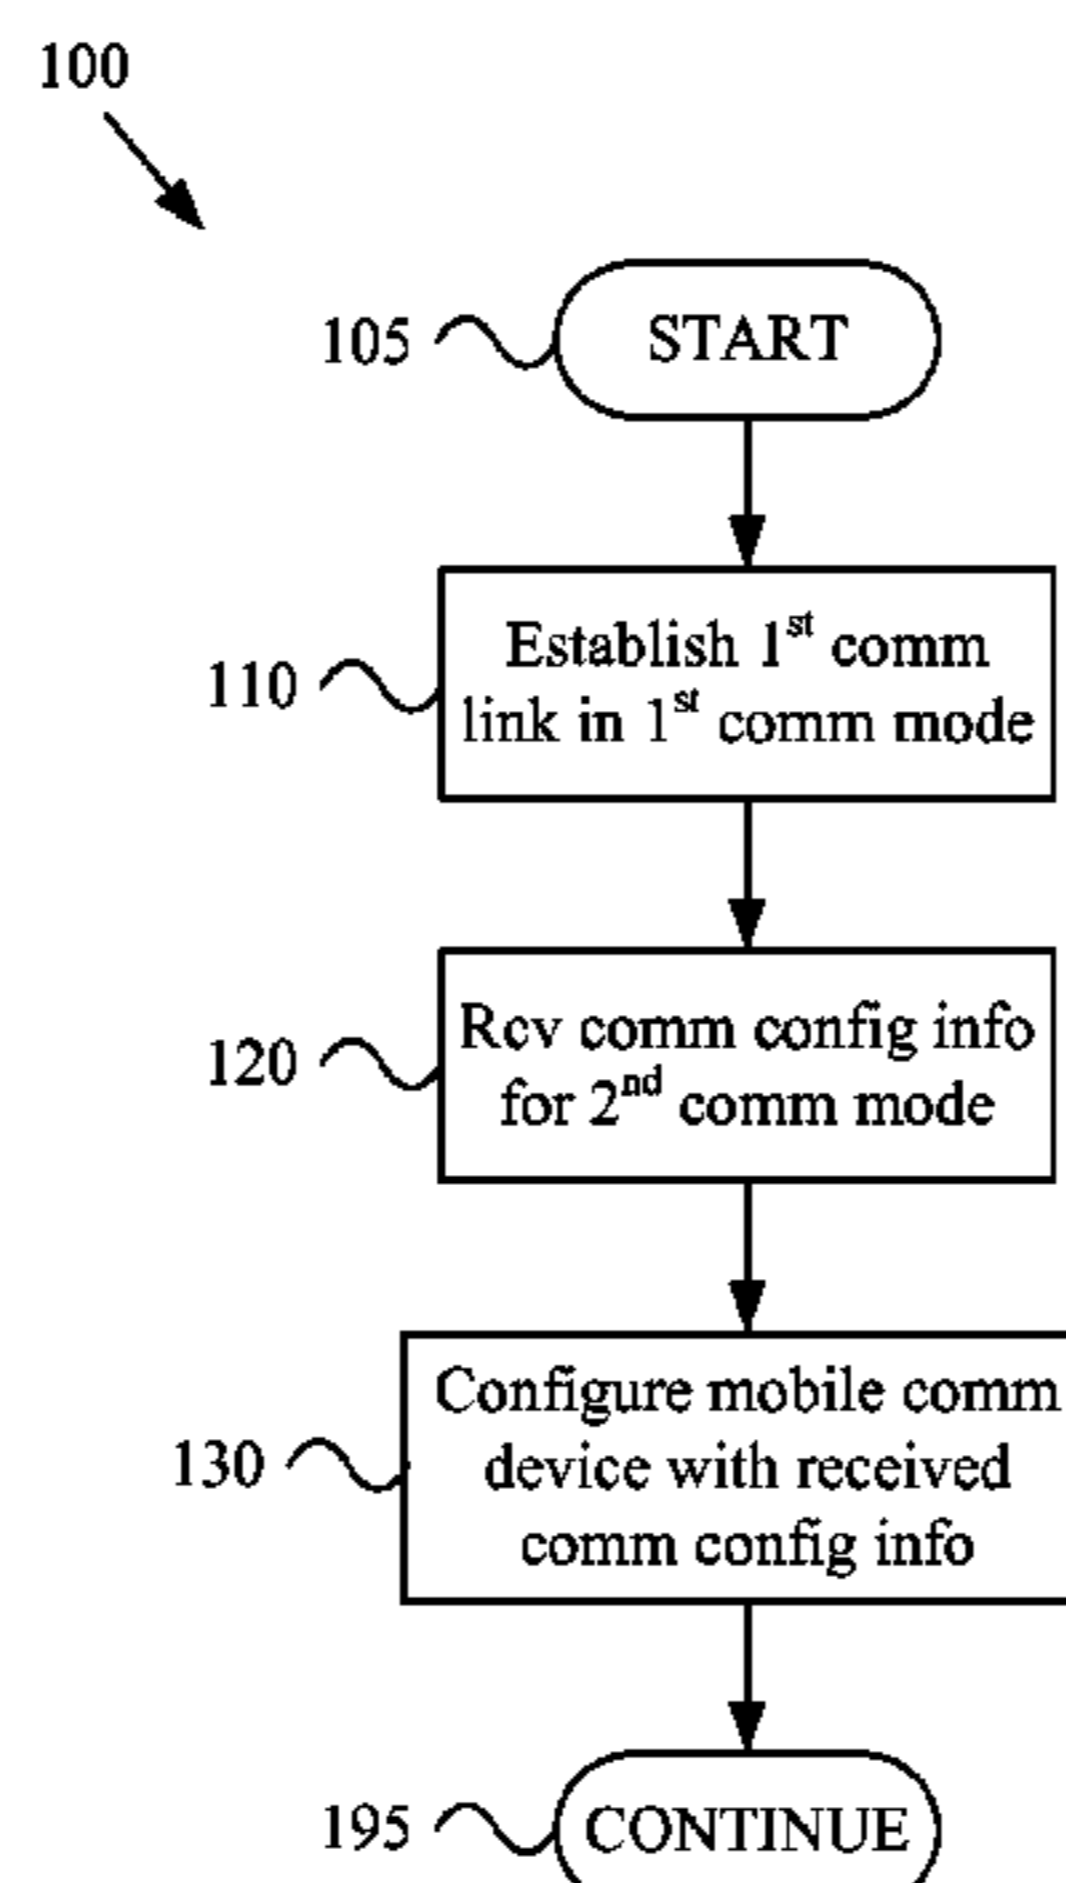 100
105
START
110
Establish 1st comm
link in 1st comm mode
120
Rcv comm config info
for 2nd comm mode
130
Configure mobile comm
device with received
comm config info
195
CONTINUE